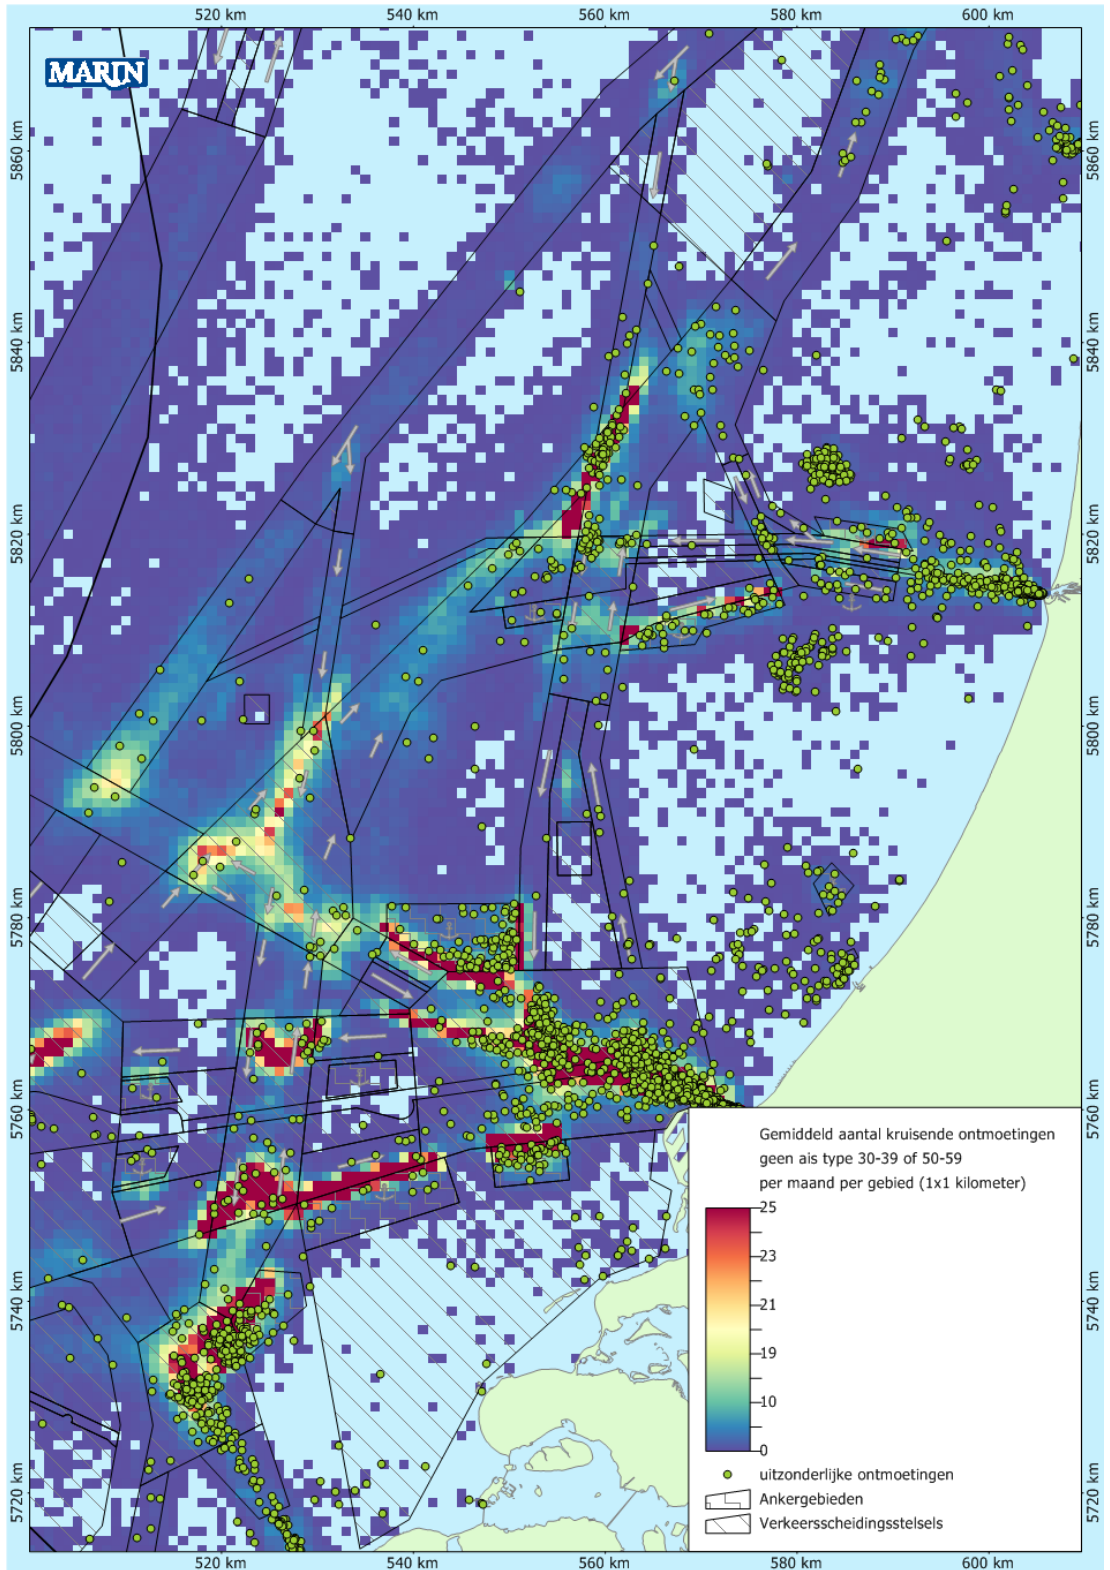 520 km 540 km 560 km 580 km 600 km
MARIN
5860 km 5860 km
5840 km 5840 km
5820 km 5820 km
5800 km 5800 km
5780 km 5780 km
5760 km 5760 km
5740 km 5740 km
5720 km 5720 km
Gemiddeld aantal kruisende ontmoetingen
geen ais type 30-39 of 50-59
per maand per gebied (1x1 kilometer)
25
23
21
19
10
0
uitzonderlijke ontmoetingen
Ankergebieden
Verkeersscheidingsstelsels
520 km 540 km 560 km 580 km 600 km